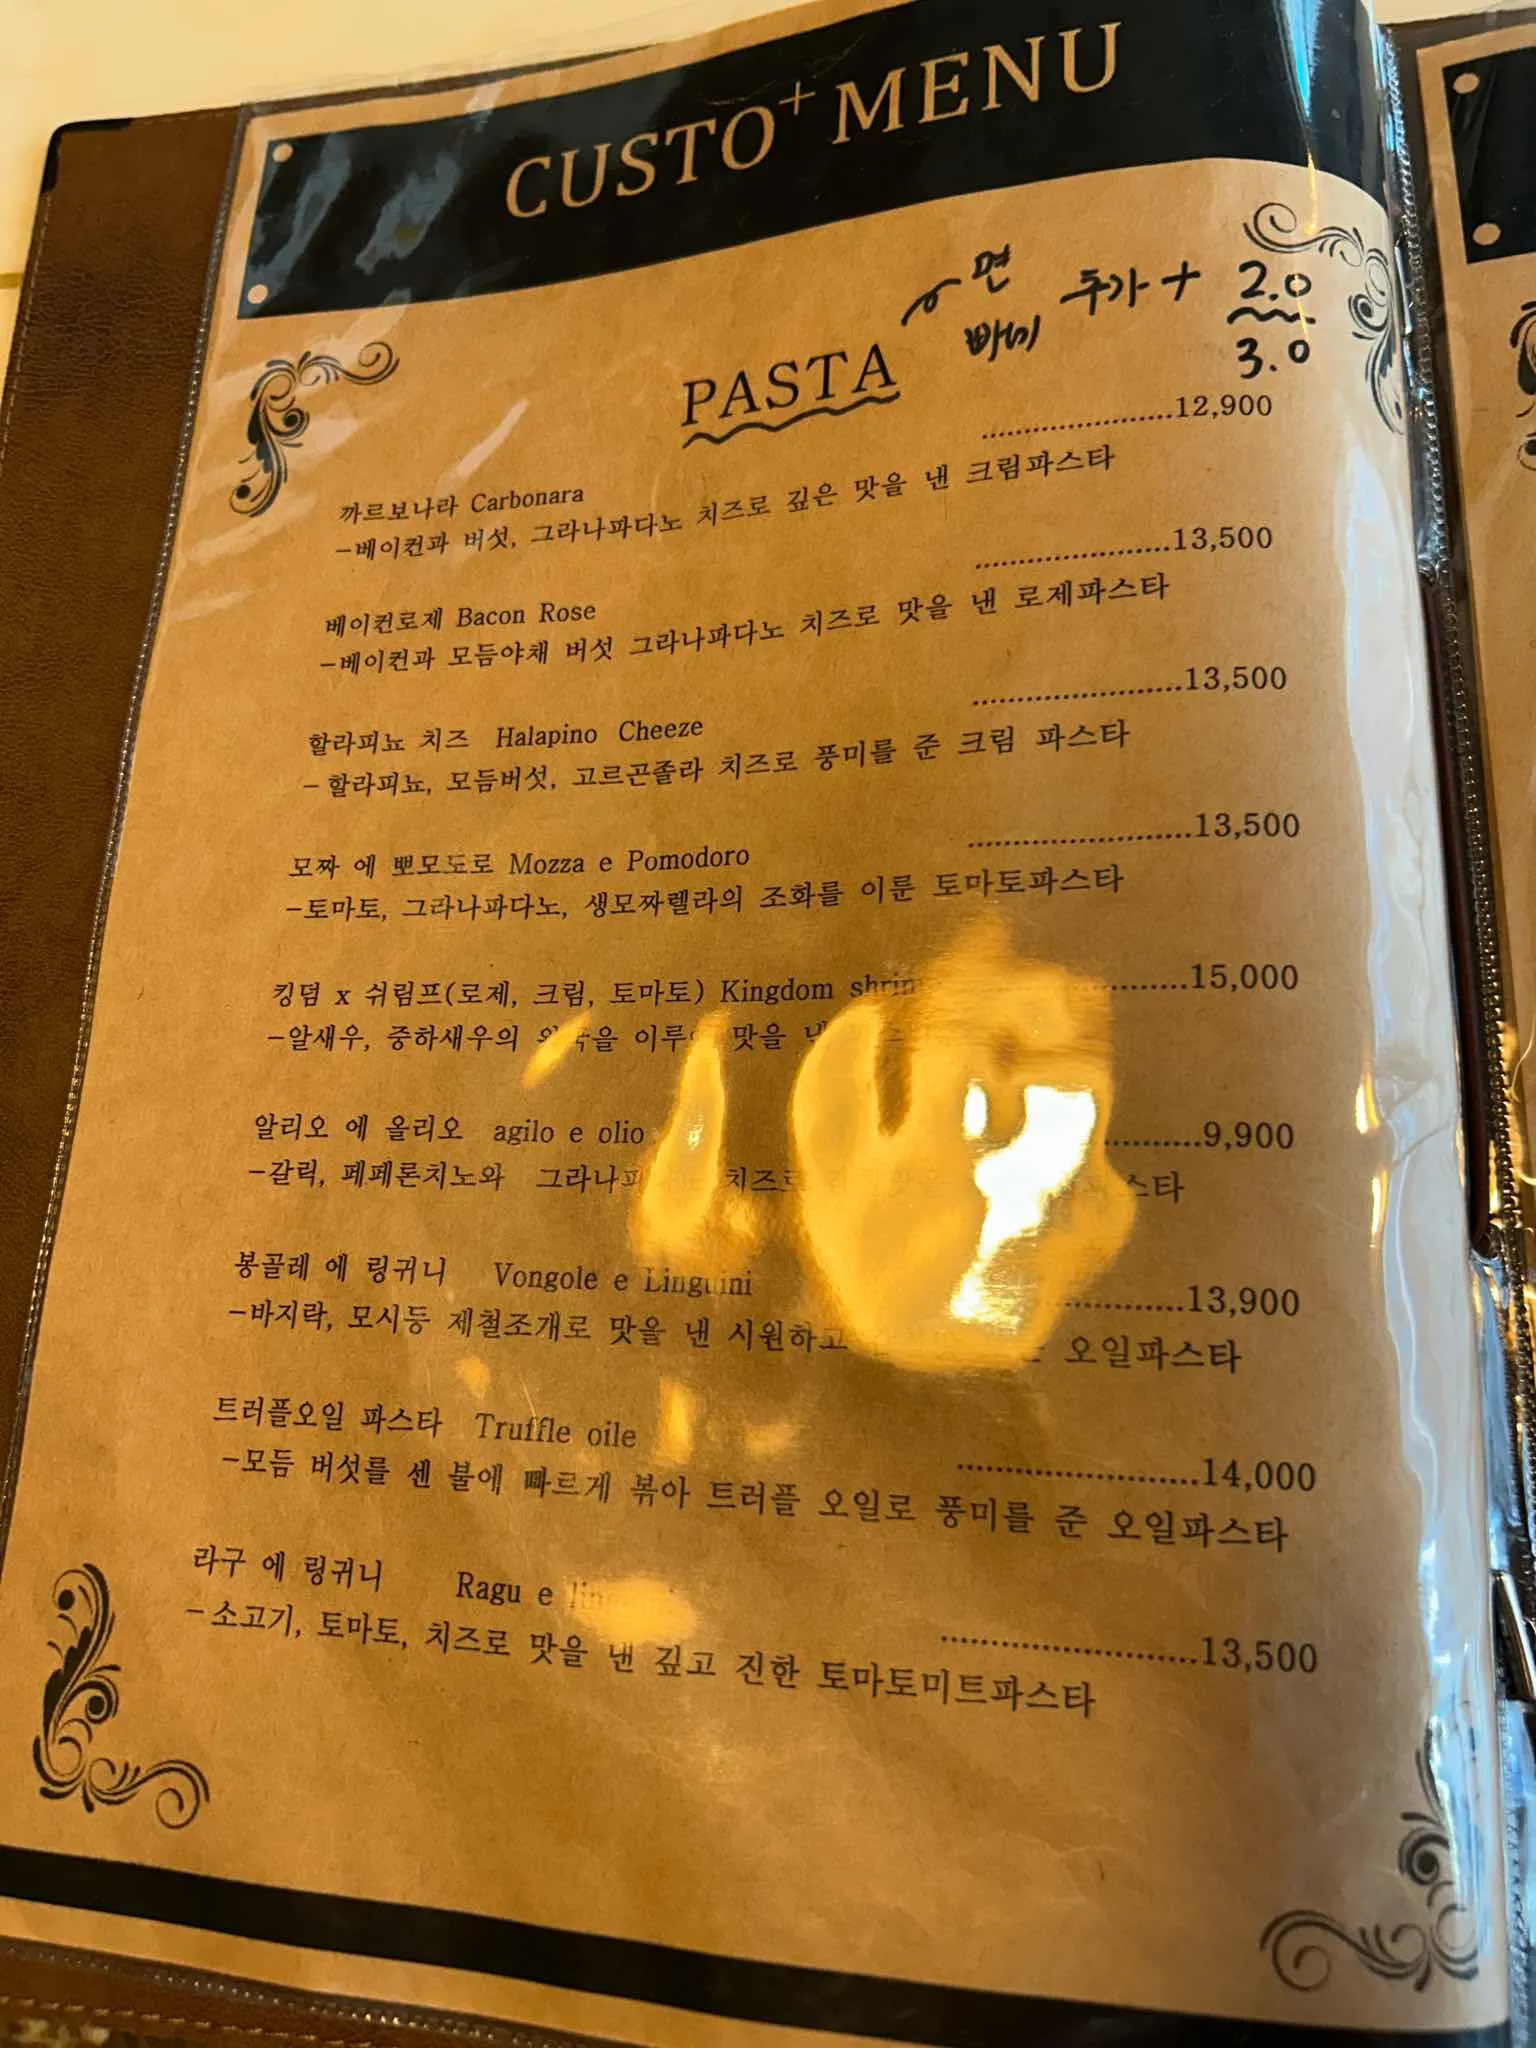 CUSTO+ MENU
면 추가 + 2.0
빠네 3.0
PASTA
........................12,900
까르보나라 Carbonara
-베이컨과 버섯, 그라나파다노 치즈로 깊은 맛을 낸 크림파스타
........................13,500
베이컨로제 Bacon Rose
-베이컨과 모듬야채 버섯 그라나파다노 치즈로 맛을 낸 로제파스타
........................13,500
할라피뇨 치즈 Halapino Cheeze
- 할라피뇨, 모듬버섯, 고르곤졸라 치즈로 풍미를 준 크림 파스타
........................13,500
모짜 에 뽀모도로 Mozza e Pomodoro
-토마토, 그라나파다노, 생모짜렐라의 조화를 이룬 토마토파스타
킹덤 x 쉬림프(로제, 크림, 토마토) Kingdom ..........15,000
-알새우, 중하새우의 맛을
알리오 에 올리오 agilo e olio ..........9,900
-갈릭, 페페론치노와
봉골레 에 링귀니 Vongole e Linguini ..........13,900
-바지락, 모시등 제철조개로 맛을 낸 시원하고 오일파스타
트러플오일 파스타 Truffle oile
........................14,000
-모듬 버섯를 센 불에 빠르게 볶아 트러플 오일로 풍미를 준 오일파스타
라구 에 링귀니 Ragu e
........................13,500
-소고기, 토마토, 치즈로 맛을 낸 깊고 진한 토마토미트파스타